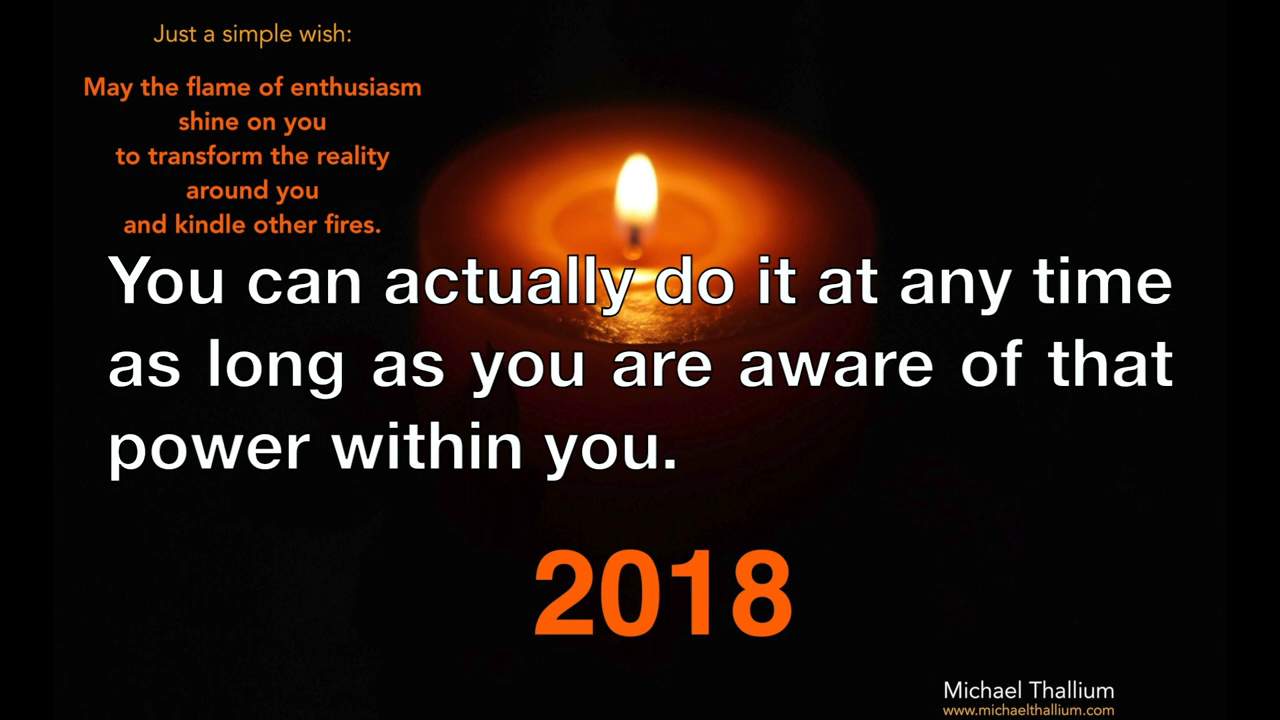 Just a simple wish:
May the flame of enthusiasm
shine on you
to transform the reality
around you
and kindle other fires.
You can actually do it at any time
as long as you are aware of that
power within you.
2018
Michael Thallium
www.michaelthallium.com